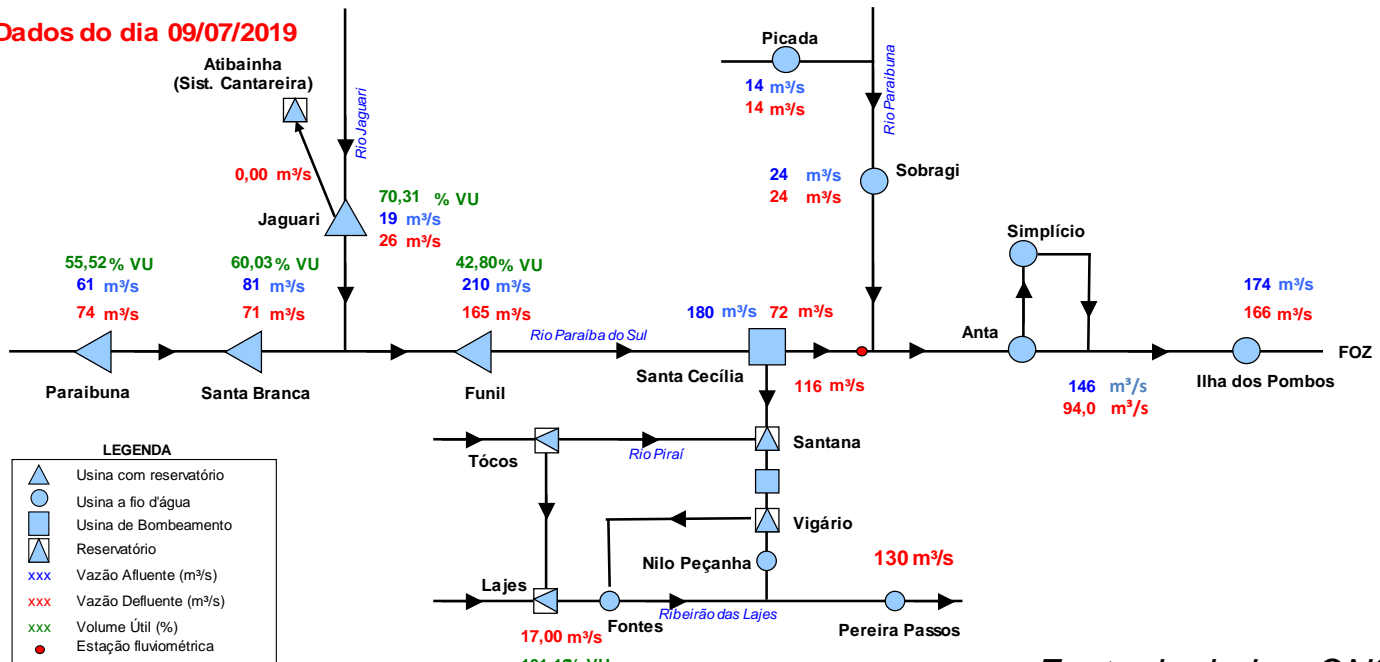 Dados do dia 09/07/2019
Atibainha
(Sist. Cantareira)
Rio Jaguari
0,00 m³/s
Jaguari
70,31 % VU
19 m³/s
26 m³/s
Picada
14 m³/s
14 m³/s
Rio Paraibuna
24 m³/s
24 m³/s
Sobragi
55,52% VU
61 m³/s
74 m³/s
Paraibuna
60,03% VU
81 m³/s
71 m³/s
Santa Branca
42,80% VU
210 m³/s
165 m³/s
Funil
Rio Paraíba do Sul
180 m³/s 72 m³/s
Santa Cecília
116 m³/s
Simplício
Anta
146 m³/s
94,0 m³/s
174 m³/s
166 m³/s
Ilha dos Pombos
FOZ
Tócos
Rio Piraí
Santana
Vigário
Nilo Peçanha
130 m³/s
Lajes
Fontes
Ribeirão das Lajes
Pereira Passos
17,00 m³/s
LEGENDA
Usina com reservatório
Usina a fio d'água
Usina de Bombeamento
Reservatório
xxx Vazão Afluente (m³/s)
xxx Vazão Defluente (m³/s)
xxx Volume Útil (%)
Estação fluviométrica